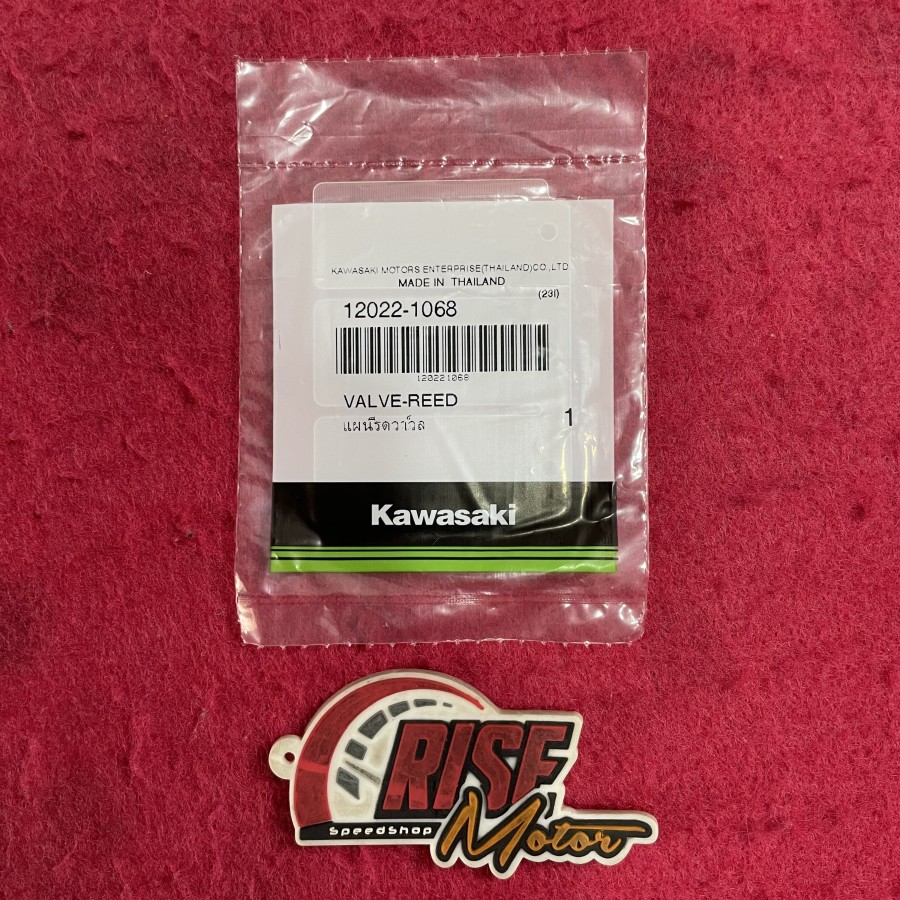 KAWASAKI MOTORS ENTERPRISE(THAILAND)CO.,LTD
MADE IN THAILAND
(23I)
12022-1068
120221068
VALVE-REED
แผ่นรีดวาว์ล
1
Kawasaki
RISE
SpeedShop
Motor